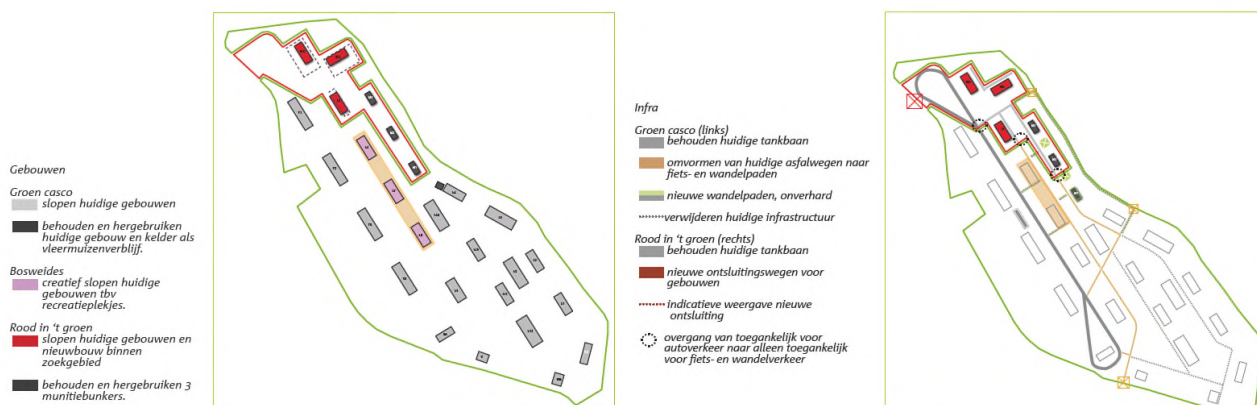 Gebouwen
Groen casco
slopen huidige gebouwen
behouden en hergebruiken
huidige gebouw en kelder als
vleermuizenverblijf.
Bosweides
creatief slopen huidige
gebouwen tbv
recreatieplekjes.
Rood in ‘t groen
slopen huidige gebouwen en
nieuwbouw binnen
zoekgebied
behouden en hergebruiken 3
munitiebunkers.
Infra
Groen casco (links)
behouden huidige tankbaan
omvormen van huidige asfalwegen naar
fiets- en wandelpaden
nieuwe wandelpaden, onverhard
verwijderen huidige infrastructuur
Rood in ‘t groen (rechts)
behouden huidige tankbaan
nieuwe ontsluitingswegen voor
gebouwen
indicatieve weergave nieuwe
ontsluiting
overgang van toegankelijk voor
autoverkeer naar alleen toegankelijk
voor fiets- en wandelverkeer